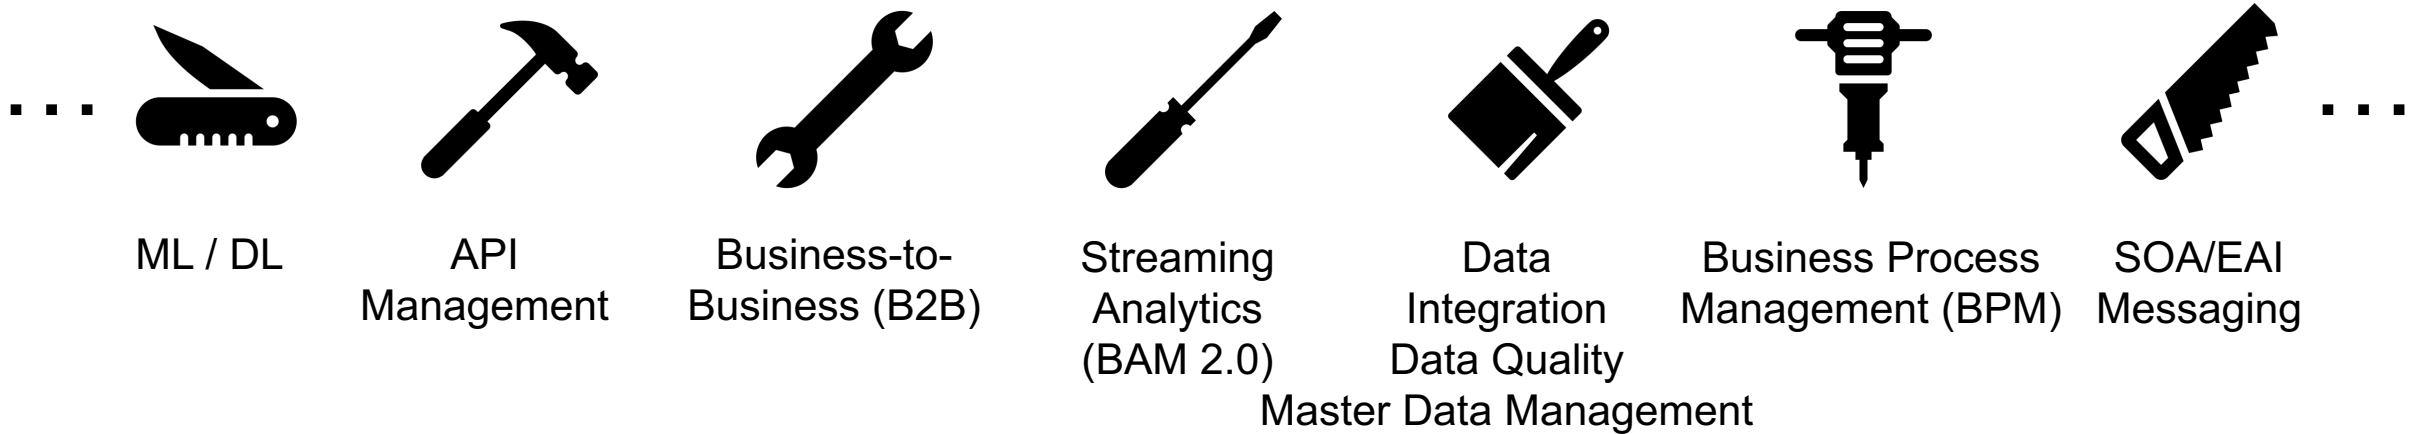 ...
ML / DL
API
Management
Business-to-
Business (B2B)
Streaming
Analytics
(BAM 2.0)
Data
Integration
Data Quality
Master Data Management
Business Process
Management (BPM)
SOA/EAI
Messaging
...